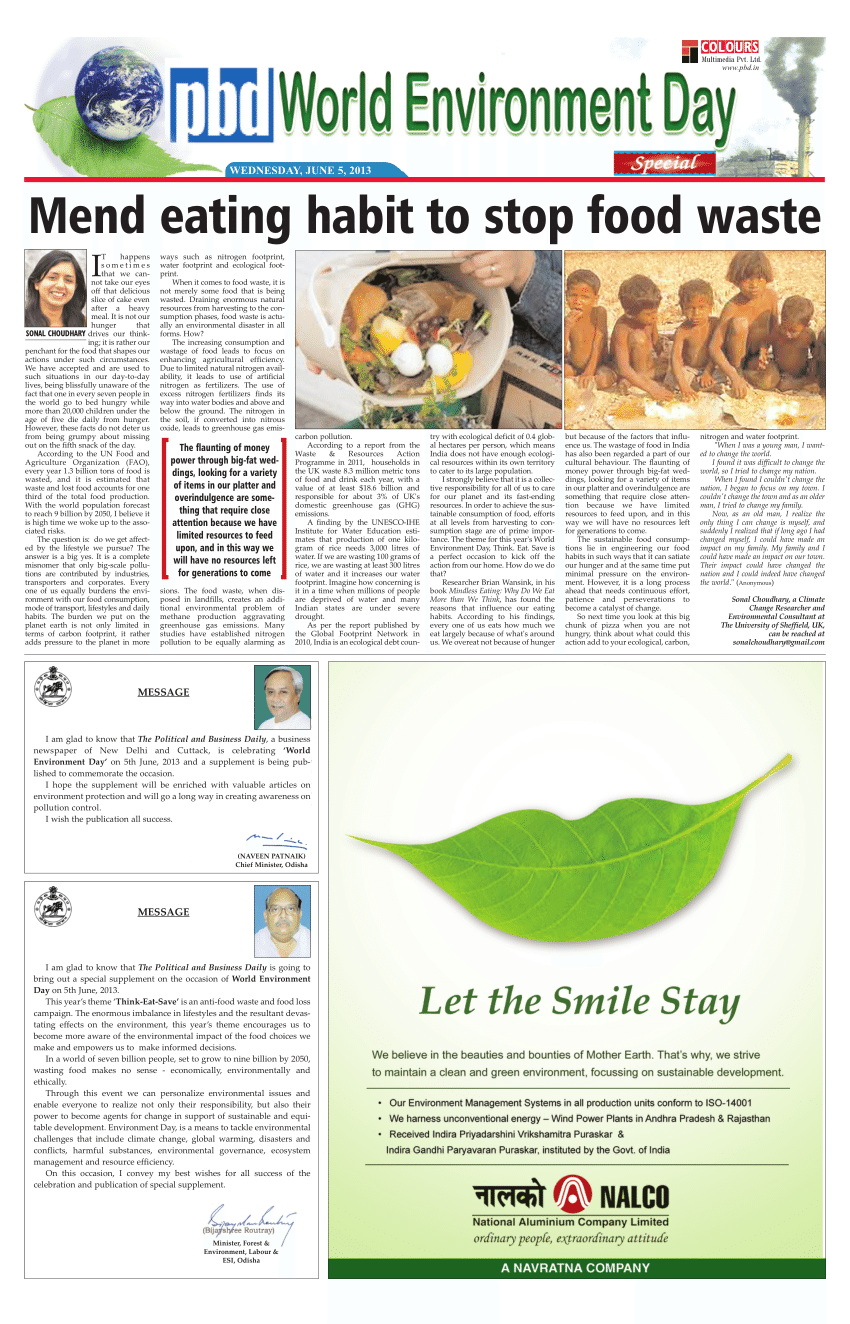 COLOURS
Multimedia Pvt. Ltd.
www.pbd.in
pbd World Environment Day
Special
WEDNESDAY, JUNE 5, 2013
Mend eating habit to stop food waste
SONAL CHOUDHARY
IT happens
sometimes
that we can-
not take our eyes
off that delicious
slice of cake even
after a heavy
meal. It is not our
hunger that
drives our think-
ing; it is rather our
penchant for the food that shapes our
actions under such circumstances.
We have accepted and are used to
such situations in our day-to-day
lives, being blissfully unaware of the
fact that one in every seven people in
the world go to bed hungry while
more than 20,000 children under the
age of five die daily from hunger.
However, these facts do not deter us
from being grumpy about missing
out on the fifth snack of the day.
According to the UN Food and
Agriculture Organization (FAO),
every year 1.3 billion tons of food is
wasted, and it is estimated that
waste and lost food accounts for one
third of the total food production.
With the world population forecast
to reach 9 billion by 2050, I believe it
is high time we woke up to the asso-
ciated risks.
The question is: do we get affect-
ed by the lifestyle we pursue? The
answer is a big yes. It is a complete
misnomer that only big-scale pollu-
tions are contributed by industries,
transporters and corporates. Every
one of us equally burdens the envi-
ronment with our food consumption,
mode of transport, lifestyles and daily
habits. The burden we put on the
planet earth is not only limited in
terms of carbon footprint, it rather
adds pressure to the planet in more
ways such as nitrogen footprint,
water footprint and ecological foot-
print.
When it comes to food waste, it is
not merely some food that is being
wasted. Draining enormous natural
resources from harvesting to the con-
sumption phases, food waste is actu-
ally an environmental disaster in all
forms. How?
The increasing consumption and
wastage of food leads to focus on
enhancing agricultural efficiency.
Due to limited natural nitrogen avail-
ability, it leads to use of artificial
nitrogen as fertilizers. The use of
excess nitrogen fertilizers finds its
way into water bodies and above and
below the ground. The nitrogen in
the soil, if converted into nitrous
oxide, leads to greenhouse gas emis-
The flaunting of money
power through big-fat wed-
dings, looking for a variety
of items in our platter and
overindulgence are some-
thing that require close
attention because we have
limited resources to feed
upon, and in this way we
will have no resources left
for generations to come
sions. The food waste, when dis-
posed in landfills, creates an addi-
tional environmental problem of
methane production aggravating
greenhouse gas emissions. Many
studies have established nitrogen
pollution to be equally alarming as
carbon pollution.
According to a report from the
Waste & Resources Action
Programme in 2011, households in
the UK waste 8.3 million metric tons
of food and drink each year, with a
value of at least $18.6 billion and
responsible for about 3% of UK's
domestic greenhouse gas (GHG)
emissions.
A finding by the UNESCO-IHE
Institute for Water Education esti-
mates that production of one kilo-
gram of rice needs 3,000 litres of
water. If we are wasting 100 grams of
rice, we are wasting at least 300 litres
of water and it increases our water
footprint. Imagine how concerning is
it in a time when millions of people
are deprived of water and many
Indian states are under severe
drought.
As per the report published by
the Global Footprint Network in
2010, India is an ecological debt coun-
try with ecological deficit of 0.4 glob-
al hectares per person, which means
India does not have enough ecologi-
cal resources within its own territory
to cater to its large population.
I strongly believe that it is a collec-
tive responsibility for all of us to care
for our planet and its fast-ending
resources. In order to achieve the sus-
tainable consumption of food, efforts
at all levels from harvesting to con-
sumption stage are of prime impor-
tance. The theme for this year's World
Environment Day, Think. Eat. Save is
a perfect occasion to kick off the
action from our home. How do we do
that?
Researcher Brian Wansink, in his
book Mindless Eating: Why Do We Eat
More than We Think, has found the
reasons that influence our eating
habits. According to his findings,
every one of us eats how much we
eat largely because of what's around
us. We overeat not because of hunger
but because of the factors that influ-
ence us. The wastage of food in India
has also been regarded a part of our
cultural behaviour. The flaunting of
money power through big-fat wed-
dings, looking for a variety of items
in our platter and overindulgence are
something that require close atten-
tion because we have limited
resources to feed upon, and in this
way we will have no resources left
for generations to come.
The sustainable food consump-
tions lie in engineering our food
habits in such ways that it can satiate
our hunger and at the same time put
minimal pressure on the environ-
ment. However, it is a long process
ahead that needs continuous effort,
patience and perseverations to
become a catalyst of change.
So next time you look at this big
chunk of pizza when you are not
hungry, think about what could this
action add to your ecological, carbon,
nitrogen and water footprint.
"When I was a young man, I want-
ed to change the world.
I found it was difficult to change the
world, so I tried to change my nation.
When I found I couldn't change the
nation, I began to focus on my town. I
couldn't change the town and as an older
man, I tried to change my family.
Now, as an old man, I realize the
only thing I can change is myself, and
suddenly I realized that if long ago I had
changed myself, I could have made an
impact on my family. My family and I
could have made an impact on our town.
Their impact could have changed the
nation and I could indeed have changed
the world." (Anonymous)
Sonal Choudhary, a Climate
Change Researcher and
Environmental Consultant at
The University of Sheffield, UK,
can be reached at
sonalchoudhary@gmail.com
MESSAGE
I am glad to know that The Political and Business Daily, a business
newspaper of New Delhi and Cuttack, is celebrating 'World
Environment Day' on 5th June, 2013 and a supplement is being pub-
lished to commemorate the occasion.
I hope the supplement will be enriched with valuable articles on
environment protection and will go a long way in creating awareness on
pollution control.
I wish the publication all success.
(NAVEEN PATNAIK)
Chief Minister, Odisha
MESSAGE
I am glad to know that The Political and Business Daily is going to
bring out a special supplement on the occasion of World Environment
Day on 5th June, 2013.
This year's theme 'Think-Eat-Save' is an anti-food waste and food loss
campaign. The enormous imbalance in lifestyles and the resultant devas-
tating effects on the environment, this year's theme encourages us to
become more aware of the environmental impact of the food choices we
make and empowers us to make informed decisions.
In a world of seven billion people, set to grow to nine billion by 2050,
wasting food makes no sense - economically, environmentally and
ethically.
Through this event we can personalize environmental issues and
enable everyone to realize not only their responsibility, but also their
power to become agents for change in support of sustainable and equi-
table development. Environment Day, is a means to tackle environmental
challenges that include climate change, global warming, disasters and
conflicts, harmful substances, environmental governance, ecosystem
management and resource efficiency.
On this occasion, I convey my best wishes for all success of the
celebration and publication of special supplement.
(Bijayshree Routray)
Minister, Forest &
Environment, Labour &
ESI, Odisha
Let the Smile Stay
We believe in the beauties and bounties of Mother Earth. That's why, we strive
to maintain a clean and green environment, focussing on sustainable development.
• Our Environment Management Systems in all production units conform to ISO-14001
• We harness unconventional energy – Wind Power Plants in Andhra Pradesh & Rajasthan
• Received Indira Priyadarshini Vrikshamitra Puraskar &
Indira Gandhi Paryavaran Puraskar, instituted by the Govt. of India
नालको NALCO
National Aluminium Company Limited
ordinary people, extraordinary attitude
A NAVRATNA COMPANY